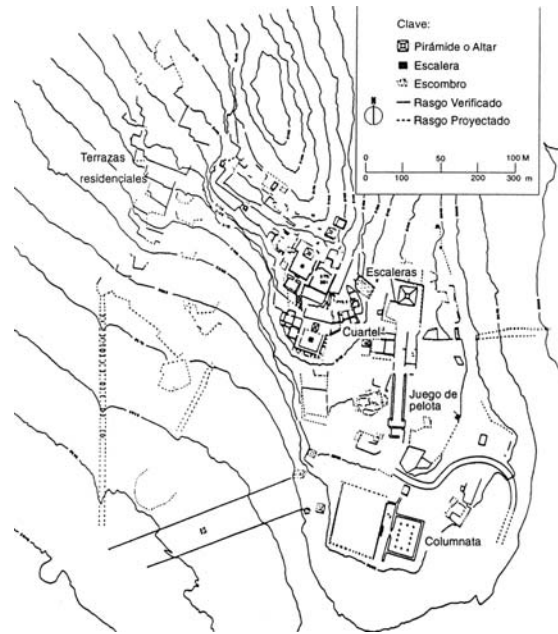 Clave:
Pirámide o Altar
Escalera
Escombro
Rasgo Verificado
Rasgo Proyectado
N
0 50 100 M
0 100 200 300 m
Terrazas
residenciales
Escaleras
Cuartel
Juego de
pelota
Columnata